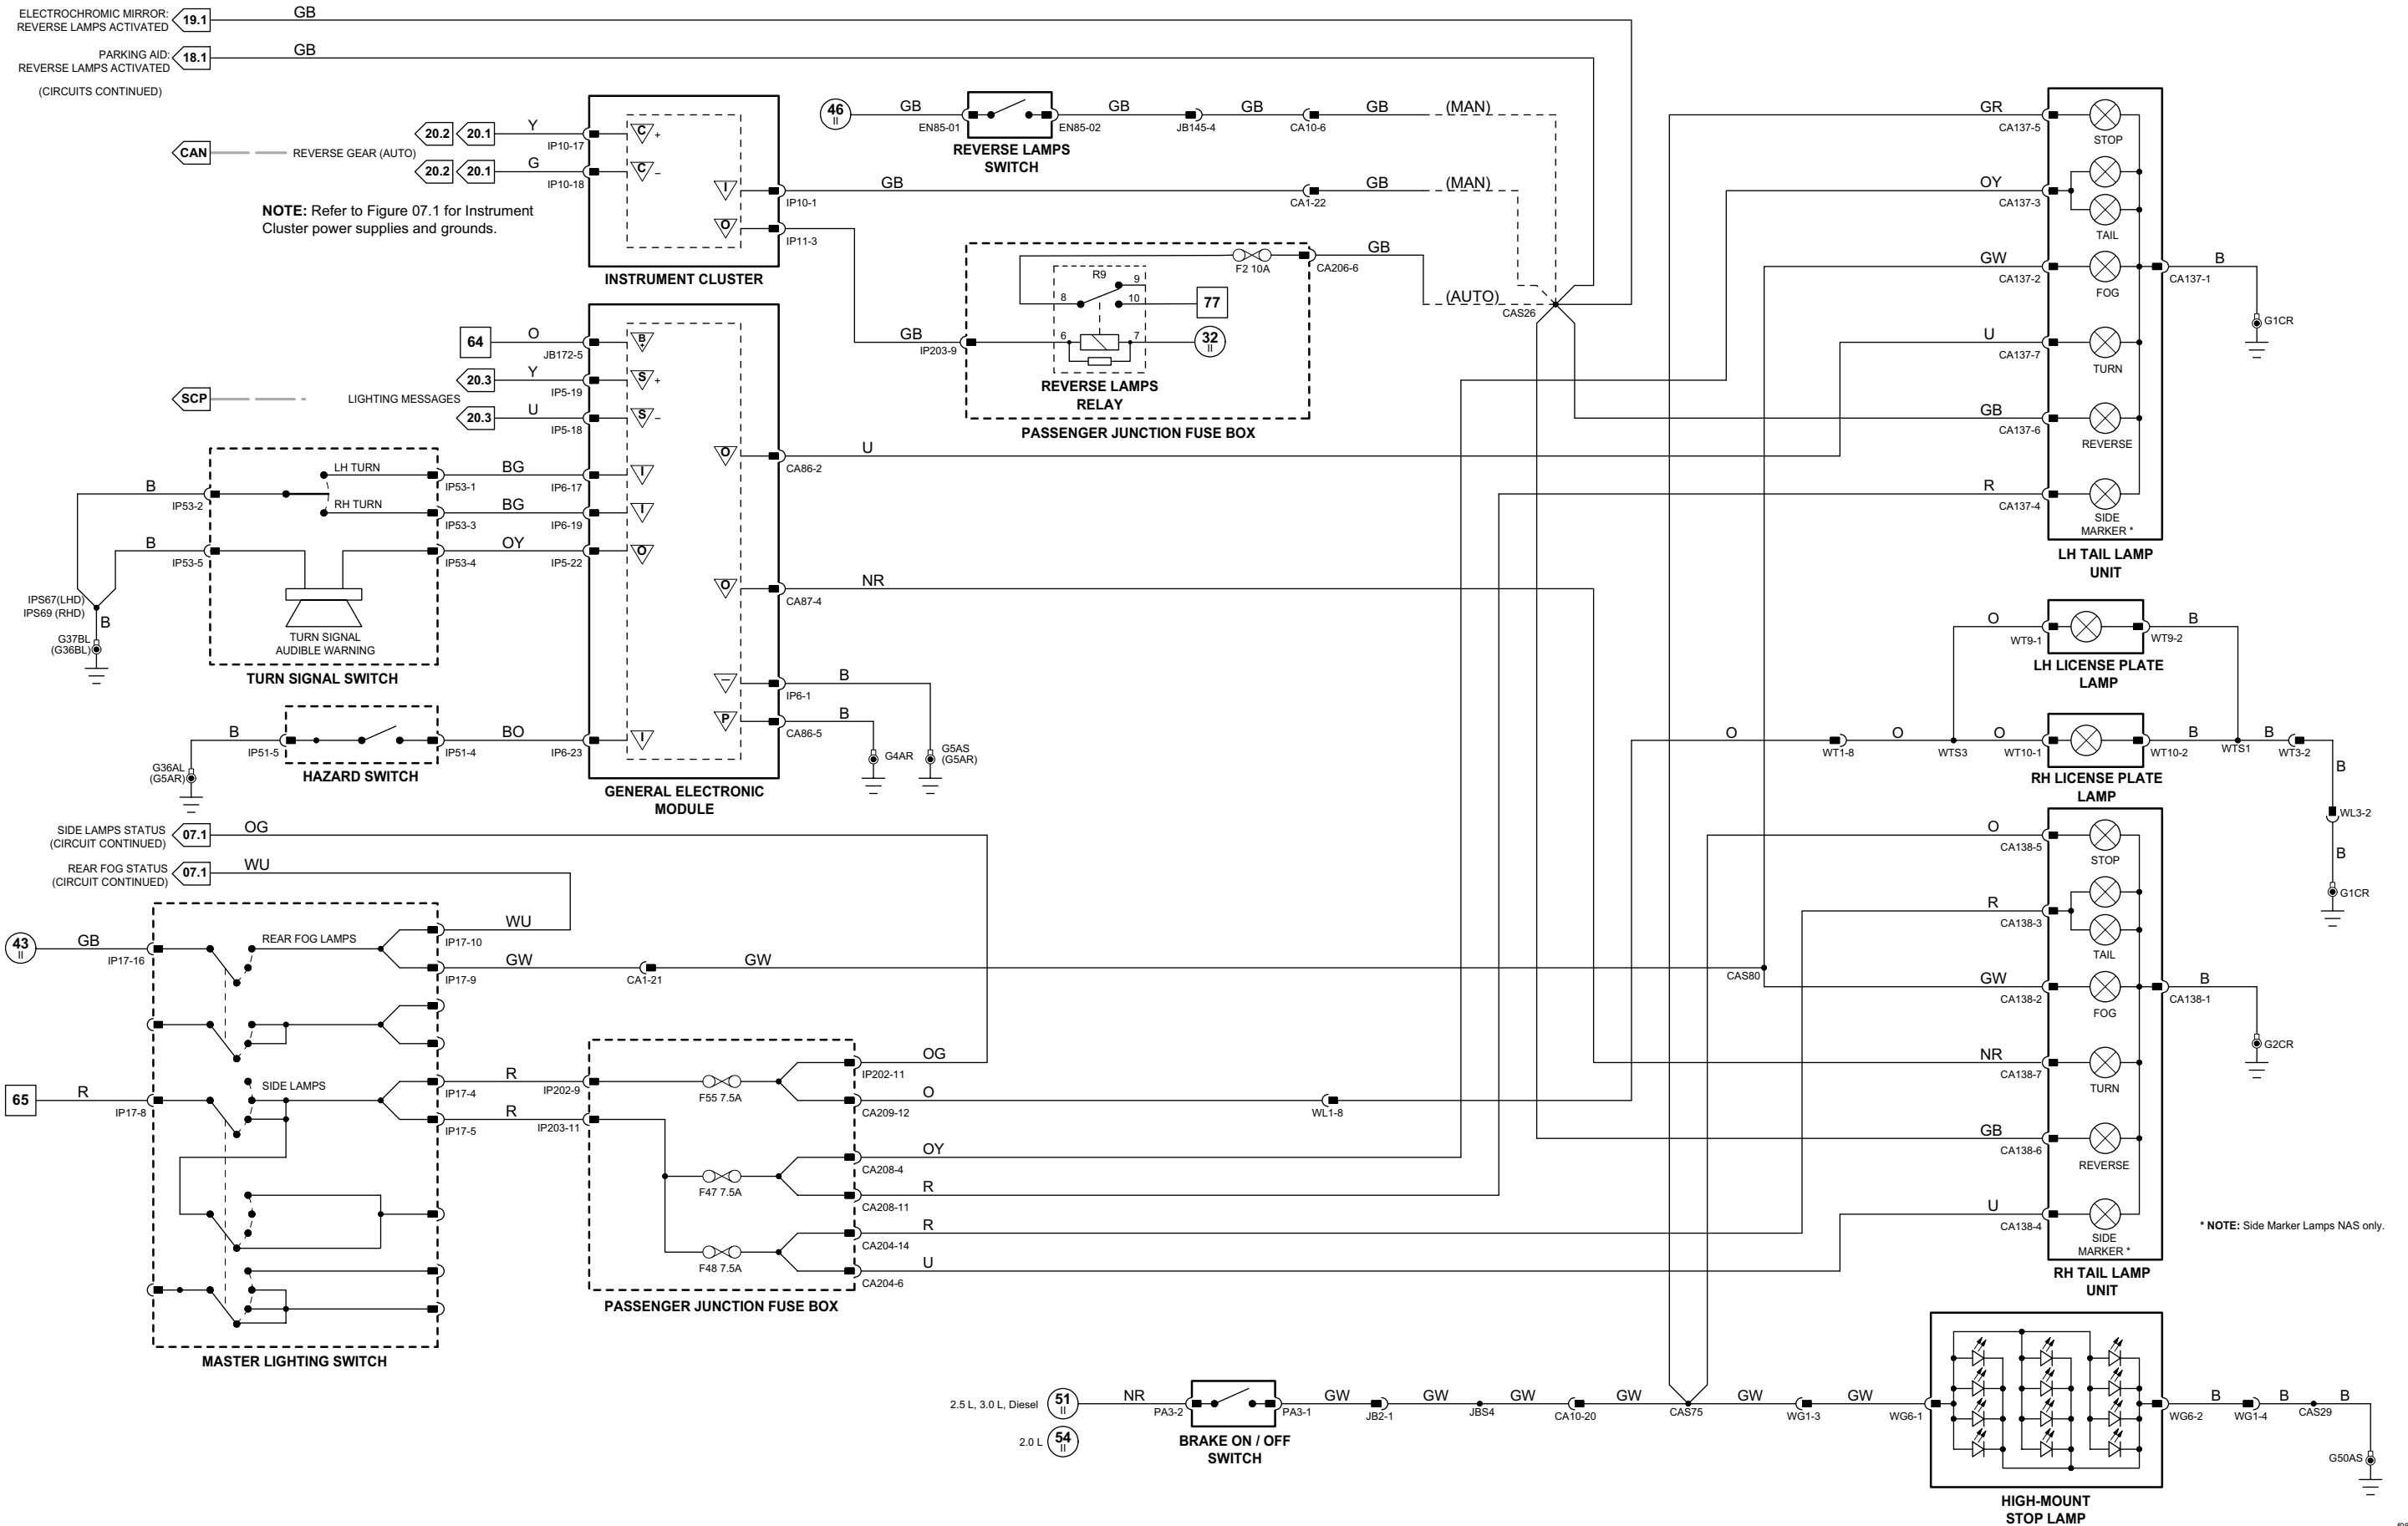 ELECTROCHROMIC MIRROR:
REVERSE LAMPS ACTIVATED
19.1
GB
PARKING AID:
REVERSE LAMPS ACTIVATED
18.1
GB
(CIRCUITS CONTINUED)
20.2
20.1
Y
IP10-17
C
+
CAN
REVERSE GEAR (AUTO)
20.2
20.1
G
IP10-18
C
–
I
IP10-1
GB
CA1-22
GB
(MAN)
O
IP11-3
NOTE: Refer to Figure 07.1 for Instrument
Cluster power supplies and grounds.
INSTRUMENT CLUSTER
46
II
GB
EN85-01
EN85-02
GB
JB145-4
GB
CA10-6
GB
(MAN)
REVERSE LAMPS
SWITCH
F2 10A
CA206-6
GB
(AUTO)
CAS26
R9
9
8
10
77
6
7
32
II
GB
IP203-9
REVERSE LAMPS
RELAY
PASSENGER JUNCTION FUSE BOX
64
O
JB172-5
B
+
20.3
Y
IP5-19
S
+
SCP
LIGHTING MESSAGES
20.3
U
IP5-18
S
–
O
CA86-2
U
LH TURN
IP53-1
BG
IP6-17
I
B
IP53-2
RH TURN
IP53-3
BG
IP6-19
I
B
IP53-5
IP53-4
OY
IP5-22
O
O
CA87-4
NR
IPS67(LHD)
IPS69 (RHD)
B
G37BL
(G36BL)
TURN SIGNAL
AUDIBLE WARNING
TURN SIGNAL SWITCH
–
IP6-1
B
P
CA86-5
B
G4AR
G5AS
(G5AR)
B
IP51-5
IP51-4
BO
IP6-23
I
G36AL
(G5AR)
HAZARD SWITCH
GENERAL ELECTRONIC
MODULE
GR
CA137-5
STOP
OY
CA137-3
TAIL
GW
CA137-2
FOG
CA137-1
B
G1CR
U
CA137-7
TURN
GB
CA137-6
REVERSE
R
CA137-4
SIDE
MARKER *
LH TAIL LAMP
UNIT
O
WT9-1
WT9-2
B
LH LICENSE PLATE
LAMP
O
WT1-8
O
WTS3
O
WT10-1
WT10-2
B
WTS1
B
WT3-2
RH LICENSE PLATE
LAMP
B
WL3-2
B
G1CR
SIDE LAMPS STATUS
(CIRCUIT CONTINUED)
07.1
OG
REAR FOG STATUS
(CIRCUIT CONTINUED)
07.1
WU
43
II
GB
IP17-16
REAR FOG LAMPS
IP17-10
WU
IP17-9
GW
CA1-21
GW
CAS80
65
R
IP17-8
SIDE LAMPS
IP17-4
R
IP202-9
IP17-5
R
IP203-11
MASTER LIGHTING SWITCH
F55 7.5A
IP202-11
OG
CA209-12
O
WL1-8
F47 7.5A
CA208-4
OY
CA208-11
R
F48 7.5A
CA204-14
R
CA204-6
U
PASSENGER JUNCTION FUSE BOX
O
CA138-5
STOP
R
CA138-3
TAIL
GW
CA138-2
FOG
CA138-1
B
G2CR
NR
CA138-7
TURN
GB
CA138-6
REVERSE
U
CA138-4
SIDE
MARKER *
RH TAIL LAMP
UNIT
* NOTE: Side Marker Lamps NAS only.
2.5 L, 3.0 L, Diesel
51
II
2.0 L
54
II
NR
PA3-2
PA3-1
GW
JB2-1
GW
JBS4
GW
CA10-20
GW
CAS75
GW
WG1-3
GW
WG6-1
WG6-2
B
WG1-4
B
CAS29
B
G50AS
BRAKE ON / OFF
SWITCH
HIGH-MOUNT
STOP LAMP